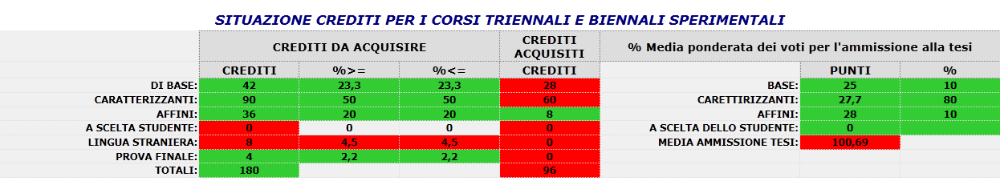 SITUAZIONE CREDITI PER I CORSI TRIENNALI E BIENNALI SPERIMENTALI
CREDITI DA ACQUISIRE CREDITI ACQUISITI % Media ponderata dei voti per l'ammissione alla tesi
CREDITI %>= %<= CREDITI PUNTI %
DI BASE: 42 23,3 23,3 28 BASE: 25 10
CARATTERIZZANTI: 90 50 50 60 CARETTIRIZZANTI: 27,7 80
AFFINI: 36 20 20 8 AFFINI: 28 10
A SCELTA STUDENTE: 0 0 0 0 A SCELTA DELLO STUDENTE: 0
LINGUA STRANIERA: 8 4,5 4,5 0 MEDIA AMMISSIONE TESI: 100,69
PROVA FINALE: 4 2,2 2,2 0
TOTALI: 180 96